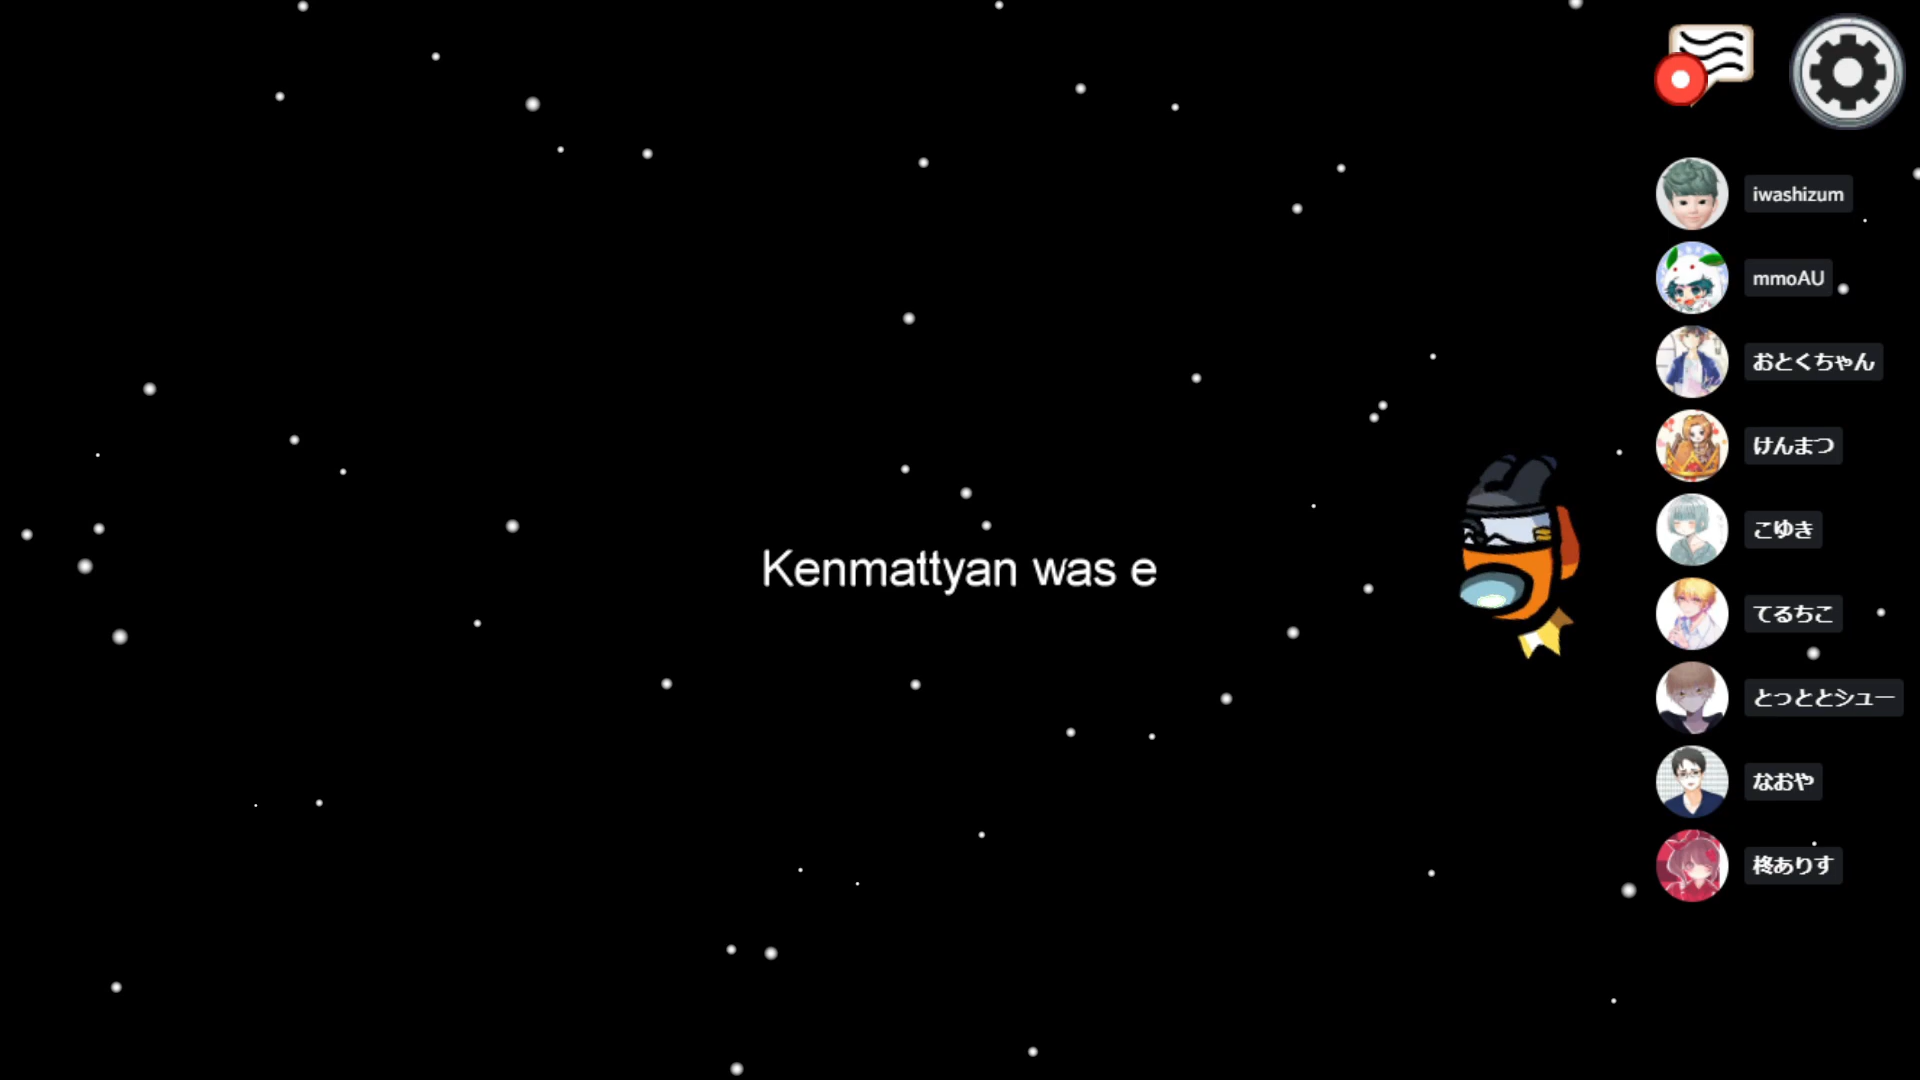 iwashizum
mmoAU
おとくちゃん
けんまつ
こゆき
Kenmattyan was e
てるちこ
とっととシュー
なおや
柊ありす